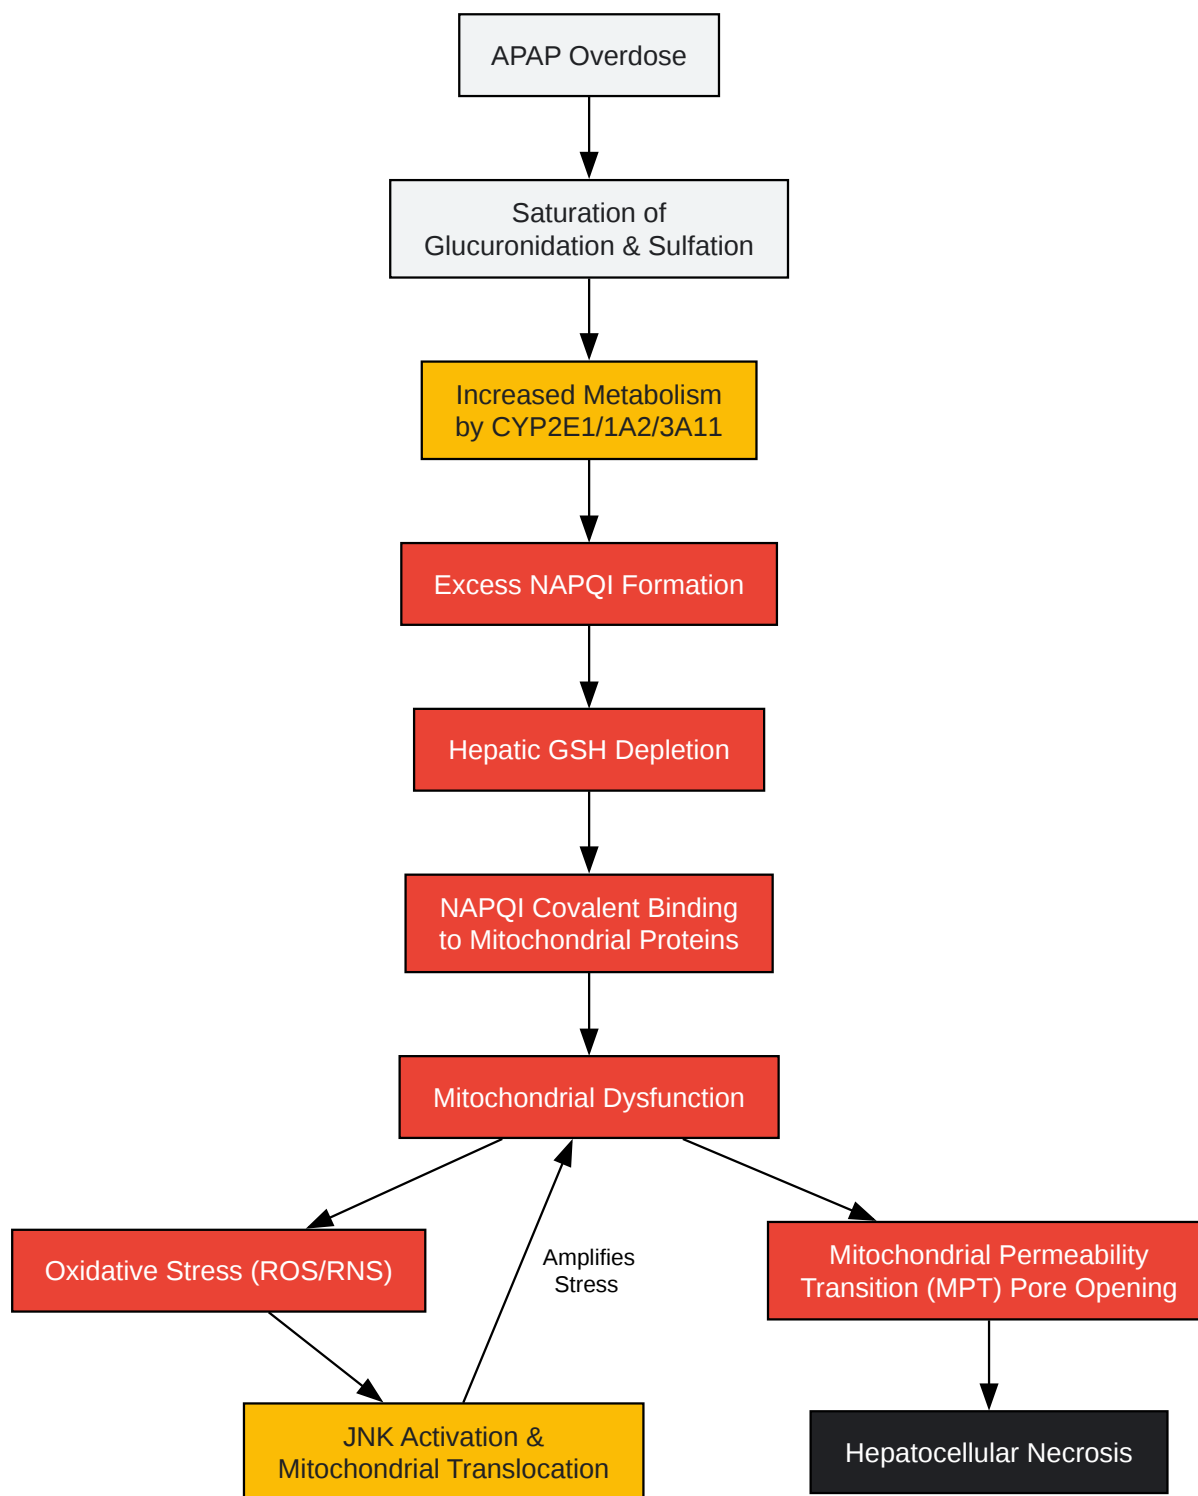 APAP Overdose
Saturation of
Glucuronidation & Sulfation
Increased Metabolism
by CYP2E1/1A2/3A11
Excess NAPQI Formation
Hepatic GSH Depletion
NAPQI Covalent Binding
to Mitochondrial Proteins
Mitochondrial Dysfunction
Oxidative Stress (ROS/RNS)
Amplifies
Stress
Mitochondrial Permeability
Transition (MPT) Pore Opening
JNK Activation &
Mitochondrial Translocation
Hepatocellular Necrosis